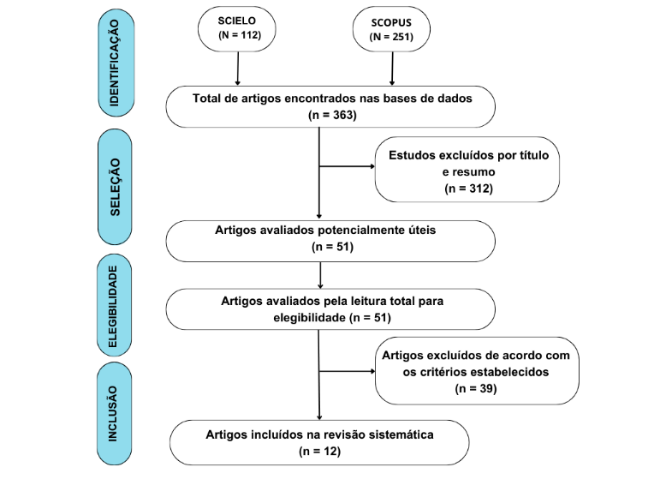 IDENTIFICAÇÃO
SCIELO
(N = 112)
SCOPUS
(N = 251)
Total de artigos encontrados nas bases de dados
(n = 363)
SELEÇÃO
Estudos excluídos por título
e resumo
(n = 312)
Artigos avaliados potencialmente úteis
(n = 51)
ELEGIBILIDADE
Artigos avaliados pela leitura total para
elegibilidade (n = 51)
Artigos excluídos de acordo com
os critérios estabelecidos
(n = 39)
INCLUSÃO
Artigos incluídos na revisão sistemática
(n = 12)